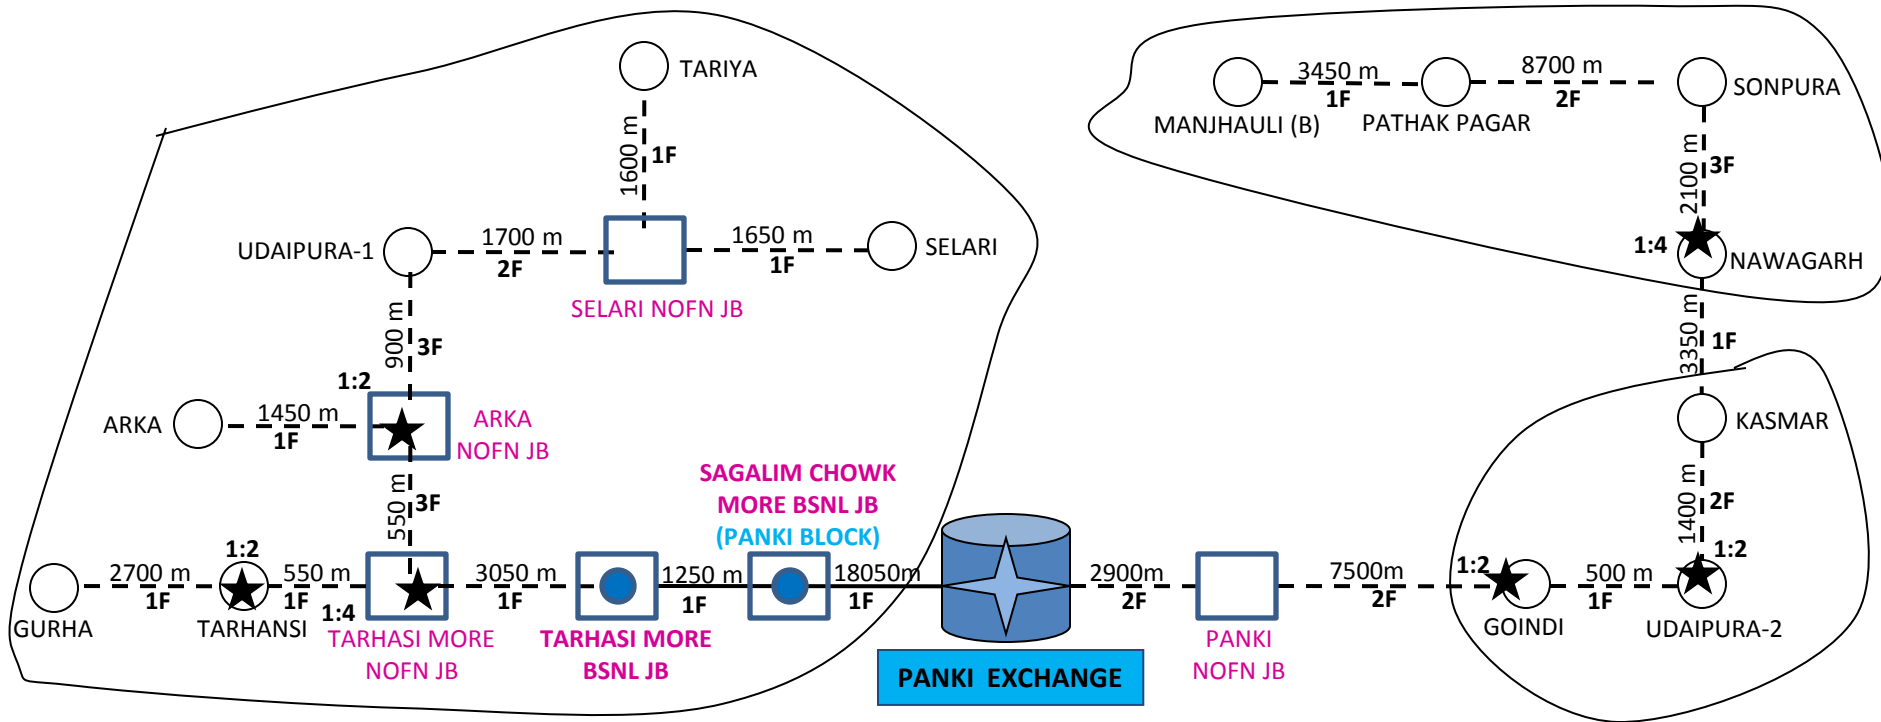 TARIYA
1600 m
1F
UDAIPURA-1
1700 m
2F
1650 m
1F
SELARI
SELARI NOFN JB
900 m
3F
1:2
ARKA
1450 m
1F
ARKA
NOFN JB
550 m
3F
SAGALIM CHOWK
MORE BSNL JB
(PANKI BLOCK)
GURHA
2700 m
1F
1:2
TARHANSI
550 m
1F
1:4
TARHASI MORE
NOFN JB
3050 m
1F
TARHASI MORE
BSNL JB
1250 m
1F
18050m
1F
PANKI EXCHANGE
2900m
2F
PANKI
NOFN JB
7500m
2F
1:2
GOINDI
500 m
1F
1:2
UDAIPURA-2
1400 m
2F
KASMAR
3350 m
1F
1:4
NAWAGARH
2100 m
3F
SONPURA
8700 m
2F
PATHAK PAGAR
3450 m
1F
MANJHAULI (B)